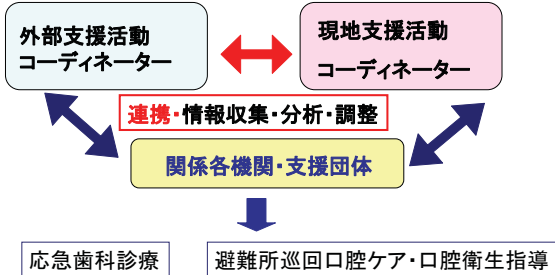 外部支援活動
コーディネーター
現地支援活動
コーディネーター
連携・情報収集・分析・調整
関係各機関・支援団体
応急歯科診療
避難所巡回口腔ケア・口腔衛生指導